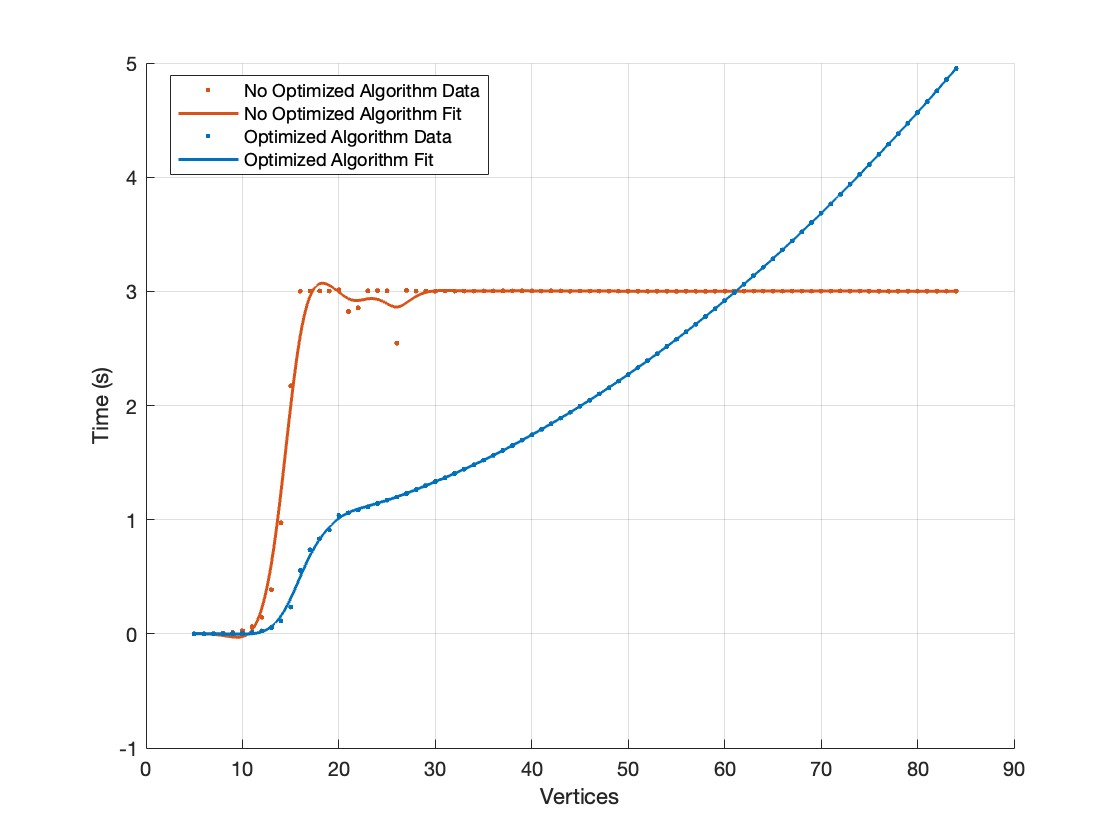 5
No Optimized Algorithm Data
No Optimized Algorithm Fit
Optimized Algorithm Data
Optimized Algorithm Fit
4
3
2
1
0
-1
Time (s)
0 10 20 30 40 50 60 70 80 90
Vertices